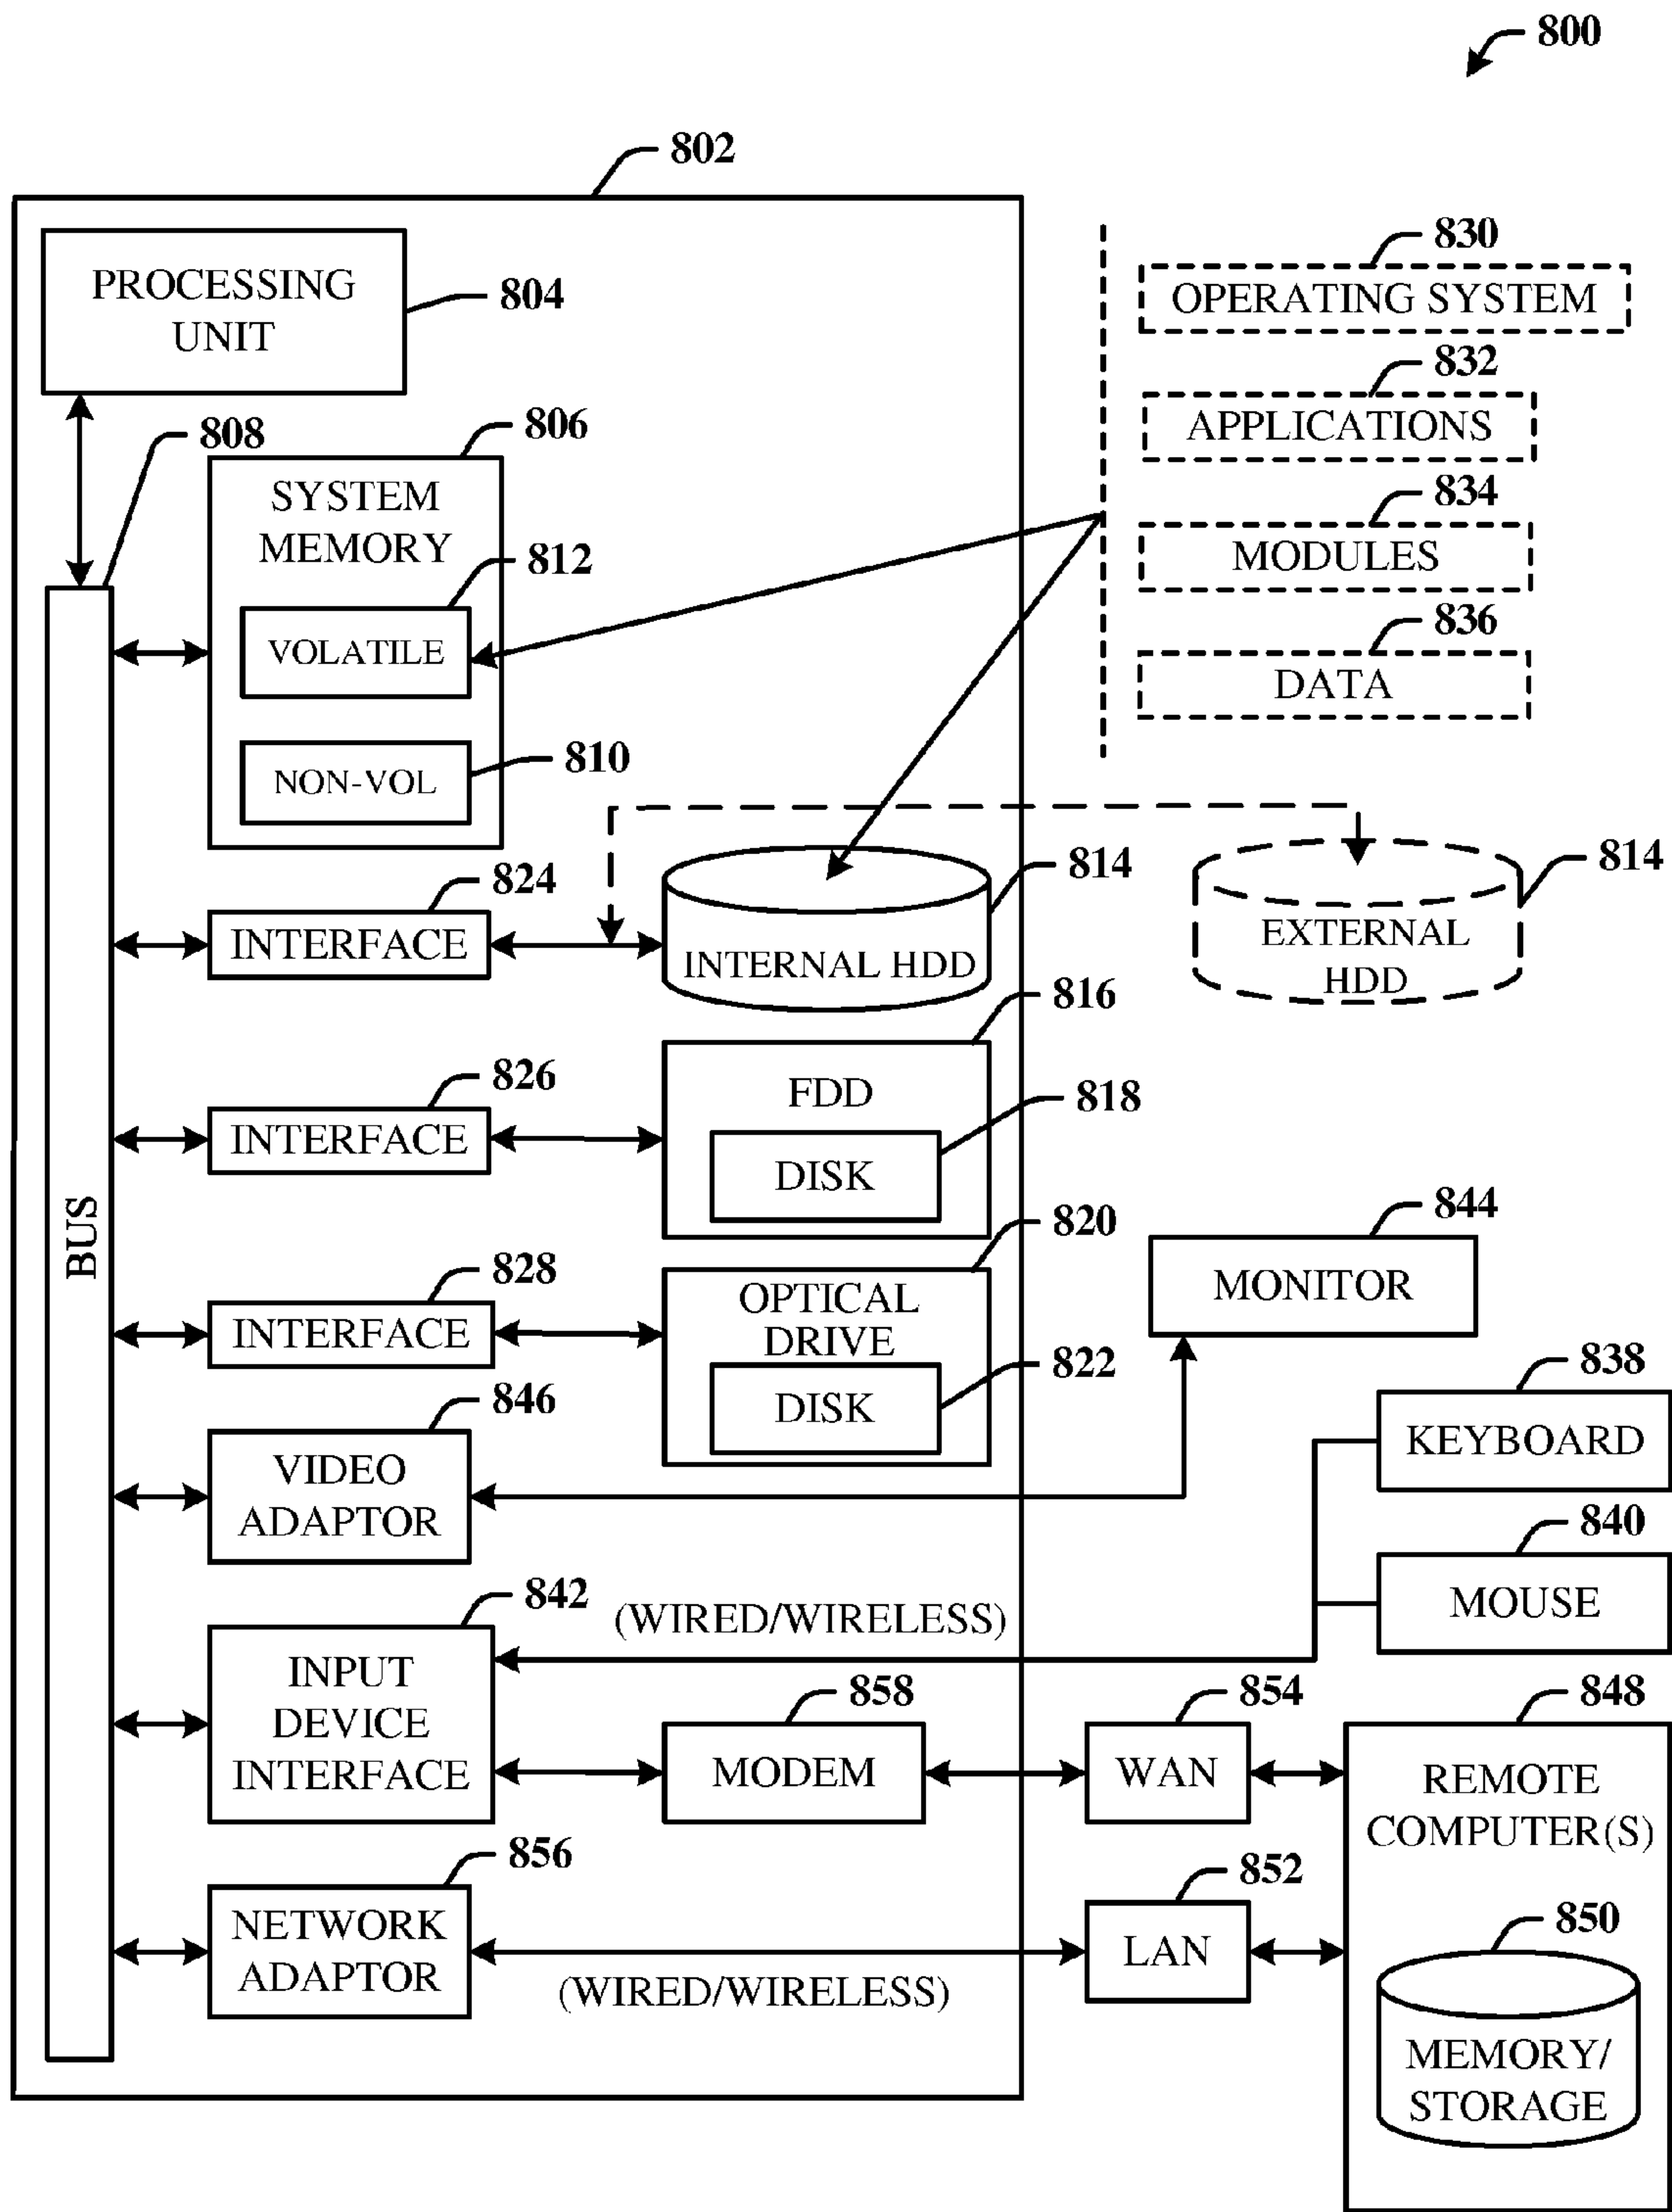 800
802
PROCESSING
UNIT
804
830
OPERATING SYSTEM
832
APPLICATIONS
834
MODULES
836
DATA
808
806
SYSTEM
MEMORY
812
VOLATILE
810
NON-VOL
BUS
824
INTERFACE
814
INTERNAL HDD
814
EXTERNAL
HDD
826
INTERFACE
816
FDD
818
DISK
828
INTERFACE
820
OPTICAL
DRIVE
822
DISK
844
MONITOR
846
VIDEO
ADAPTOR
838
KEYBOARD
840
MOUSE
842
(WIRED/WIRELESS)
INPUT
DEVICE
INTERFACE
858
MODEM
854
WAN
848
REMOTE
COMPUTER(S)
856
NETWORK
ADAPTOR
(WIRED/WIRELESS)
852
LAN
850
MEMORY/
STORAGE